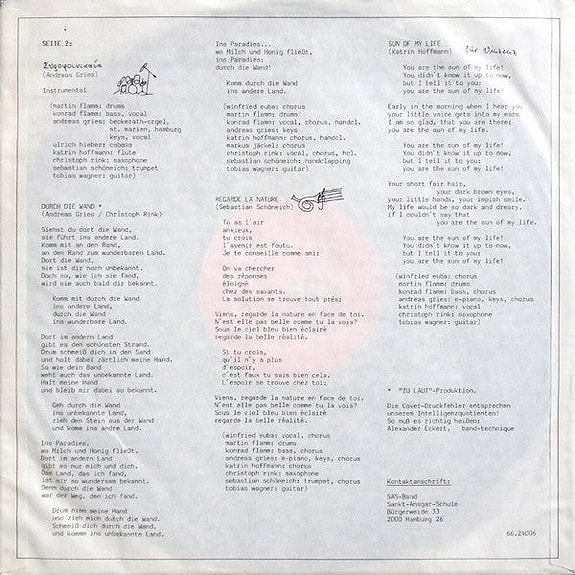 SEITE 2:
Συροφοινικαία
(Andreas Gries)
Instrumental
(martin flamm: drums
konrad flamm: bass, vocal
andreas gries: beckerath-orgel,
st. marien, hamburg
keys, vocal
ulrich hieber: cabasa
katrin hoffmann: flute
christoph rink: saxophone
sebastian schöneich: trumpet
tobias wagner: guitar)
DURCH DIE WAND *
(Andreas Gries / Christoph Rink)
Siehst du dort die Wand,
sie führt ins andere Land.
Komm mit an den Rand,
an den Rand zum wunderbaren Land.
Dort die Wand,
sie ist dir noch unbekannt.
Doch so, wie ich sie fand,
wird sie auch bald dir bekannt.
Komm mit durch die Wand
ins andere Land,
durch die Wand
ins wunderbare Land.
Dort im andern Land
gibt es den schönsten Strand.
Drum schmeiß dich in den Sand
und halt dabei zärtlich meine Hand.
So wie dein Band
weht auch das unbekannte Land.
Halt meine Hand
und bleib mir dabei so bekannt.
Geh durch die Wand
ins unbekannte Land,
zieh den Stein aus der Wand
und komm ins andre Land.
Ins Paradies,
wo Milch und Honig fließt.
Dort im andern Land
gibt es nur mich und dich.
Das Land, das ich fand,
ist mir so wundersam bekannt.
Denn durch die Wand
war der Weg, den ich fand.
Drum nimm meine Hand
und zieh mich durch die Wand.
Schmeiß dich durch die Wand.
und komm ins unbekannte Land.
Ins Paradies...
wo Milch und Honig fließt,
ins Paradies:
durch die Wand!
Komm durch die Wand
ins andere Land.
(winfried euba: chorus
martin flamm: drums
konrad flamm: vocal, chorus, handcl.
andreas gries: keys
katrin hoffmann: chorus, handcl.
markus jäckel: chorus
christoph rink: vocal, chorus, hcl.
sebastian schöneich: handclapping
tobias wagner: guitar)
REGARDE LA NATURE
(Sebastian Schöneich)
Tu as l'air
anxieux,
tu crois
l'avenir est foutu.
Je te conseille comme ami:
On va chercher
des réponses
éloigné
chez des savants.
La solution se trouve tout près:
Viens, regarde la nature en face de toi.
N'est elle pas belle comme tu la vois?
Sous le ciel bleu bien éclairé
regarde la belle réalité.
Si tu crois,
qu'il n'y a plus
d'espoir,
c'est faux tu sais bien cela.
L'espoir se trouve chez toi:
Viens, regarde la nature en face de toi.
N'est elle pas belle comme tu la vois?
Sous le ciel bleu bien éclairé
regarde la belle réalité.
(winfried euba: vocal, chorus
martin flamm: drums
konrad flamm: bass, chorus
andreas gries: e-piano, keys, chorus
katrin hoffmann: chorus
christoph rink: saxophone
sebastian schöneich: trumpet, chorus
tobias wagner: guitar)
SUN OF MY LIFE
(Katrin Hoffmann) für
You are the sun of my life!
You didn't know it up to now,
but I tell it to you:
you are the sun of my life.
Early in the morning when I hear you
your little voice gets into my ears
I am so glad, that you are there;
you are the sun of my life.
You are the sun of my life!
You didn't know it up to now,
but I tell it to you:
you are the sun of my life.
Your short fair hair,
your dark brown eyes,
your little hands, your impish smile.
My life would be so dark and dreary,
if I couldn't say that
you are the sun of my life.
You are the sun of my life!
You didn't know it up to now,
but I tell it to you:
you are the sun of my life.
(winfried euba: chorus
martin flamm: drums
konrad flamm: bass, chorus
andreas gries: e-piano, keys, chorus
katrin hoffmann: vocal
christoph rink: saxophone
tobias wagner: guitar)
* "ZU LAUT"-Produktion.
Die Cover-Druckfehler entsprechen
unseren Intelligenzquotienten!
So muß es richtig heißen:
Alexander Eckert, band-technique
Kontaktanschrift:
SAS-Band
Sankt-Ansgar-Schule
Bürgerweide 33
2000 Hamburg 26
66.24006